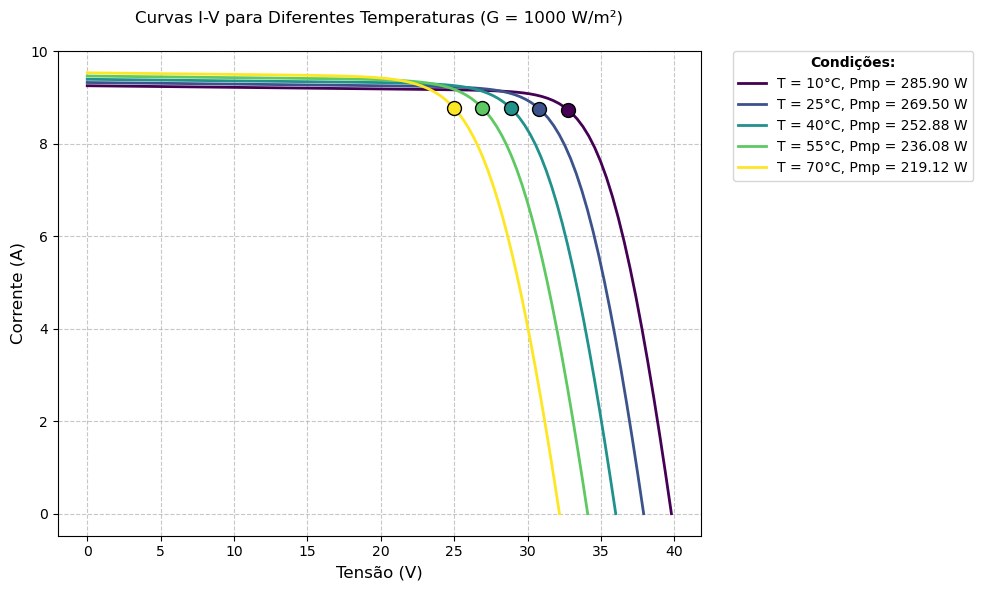 Curvas I-V para Diferentes Temperaturas (G = 1000 W/m²)
Corrente (A)
10
8
6
4
2
0
0 5 10 15 20 25 30 35 40
Tensão (V)
Condições:
T = 10°C, Pmp = 285.90 W
T = 25°C, Pmp = 269.50 W
T = 40°C, Pmp = 252.88 W
T = 55°C, Pmp = 236.08 W
T = 70°C, Pmp = 219.12 W